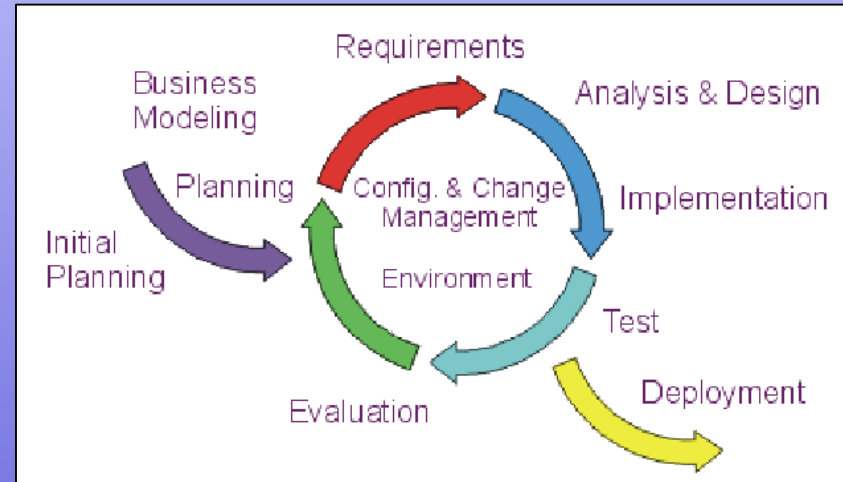 Requirements
Business
Modeling
Analysis & Design
Planning
Config. & Change
Management
Implementation
Initial
Planning
Environment
Test
Deployment
Evaluation